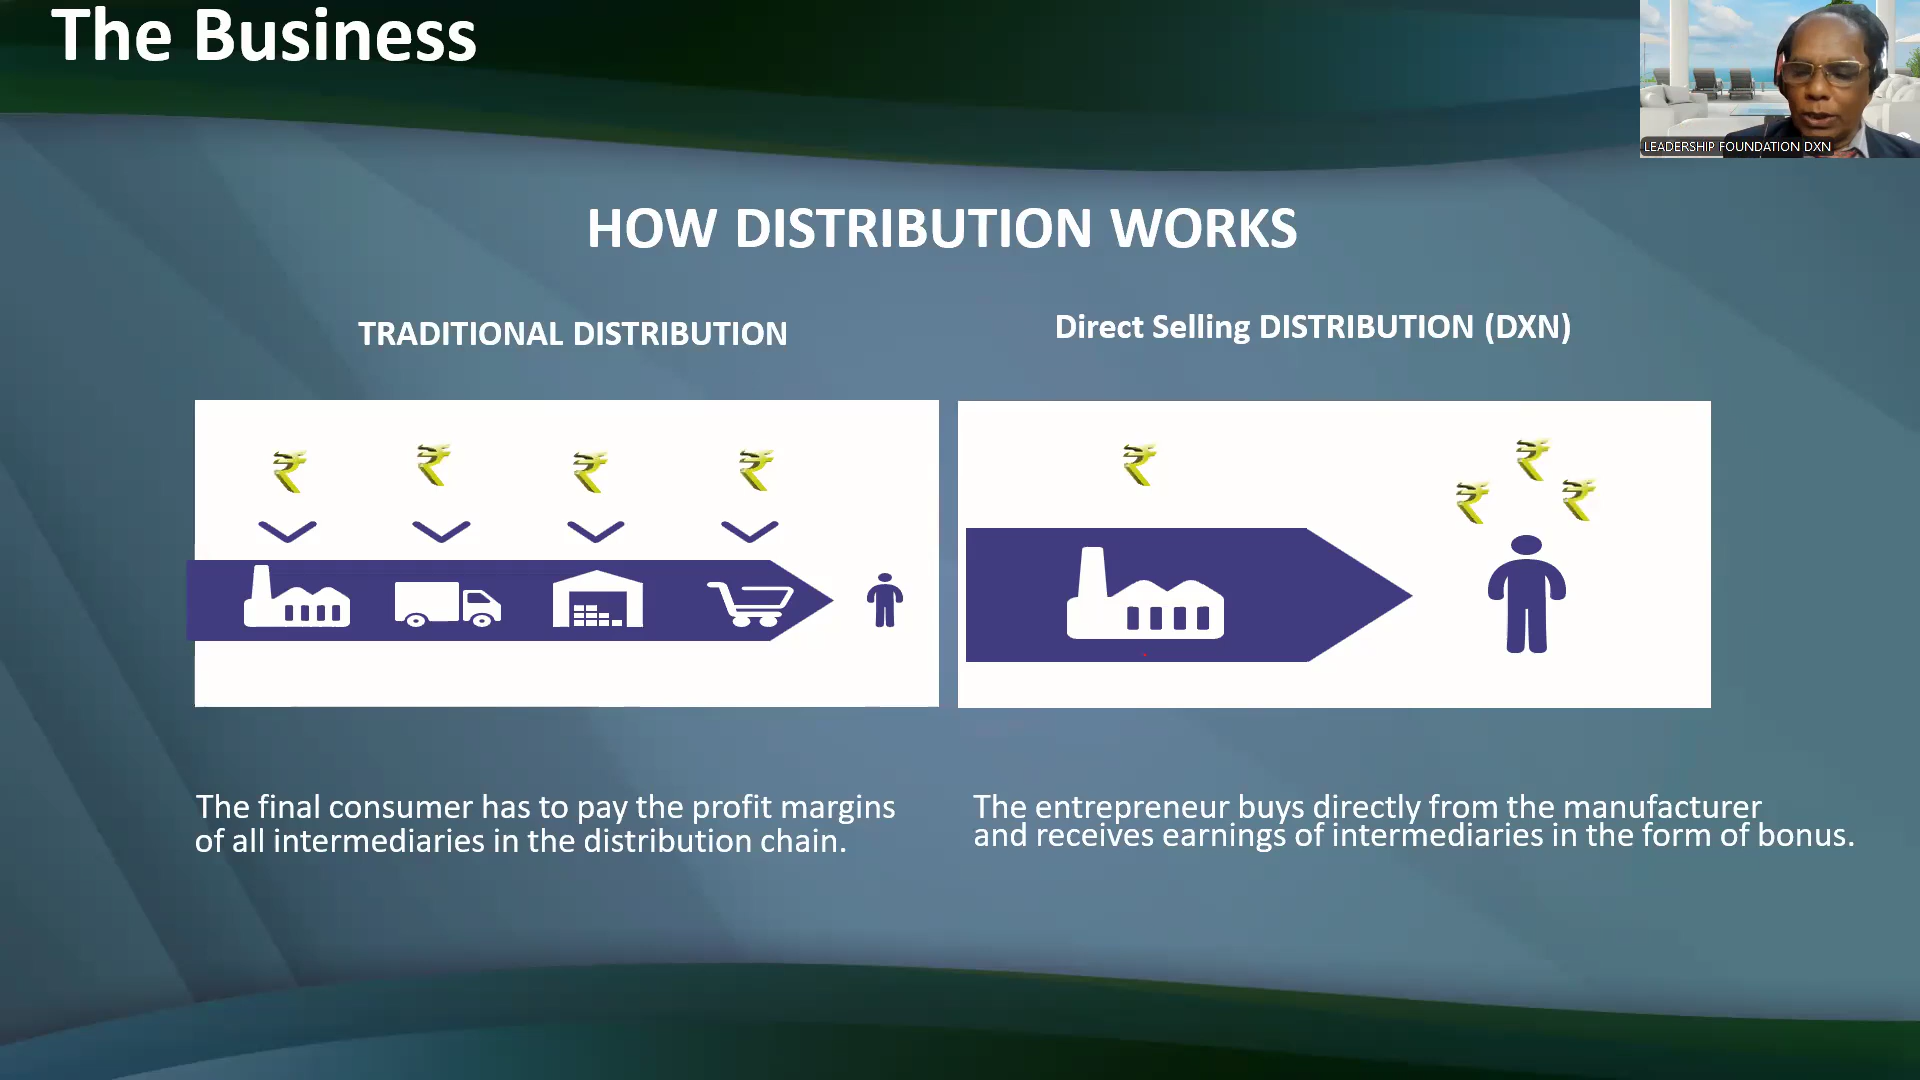 The Business
LEADERSHIP FOUNDATION DXN
HOW DISTRIBUTION WORKS
TRADITIONAL DISTRIBUTION
Direct Selling DISTRIBUTION (DXN)
₹ ₹ ₹ ₹
₹ ₹ ₹ ₹
The final consumer has to pay the profit margins
of all intermediaries in the distribution chain.
The entrepreneur buys directly from the manufacturer
and receives earnings of intermediaries in the form of bonus.